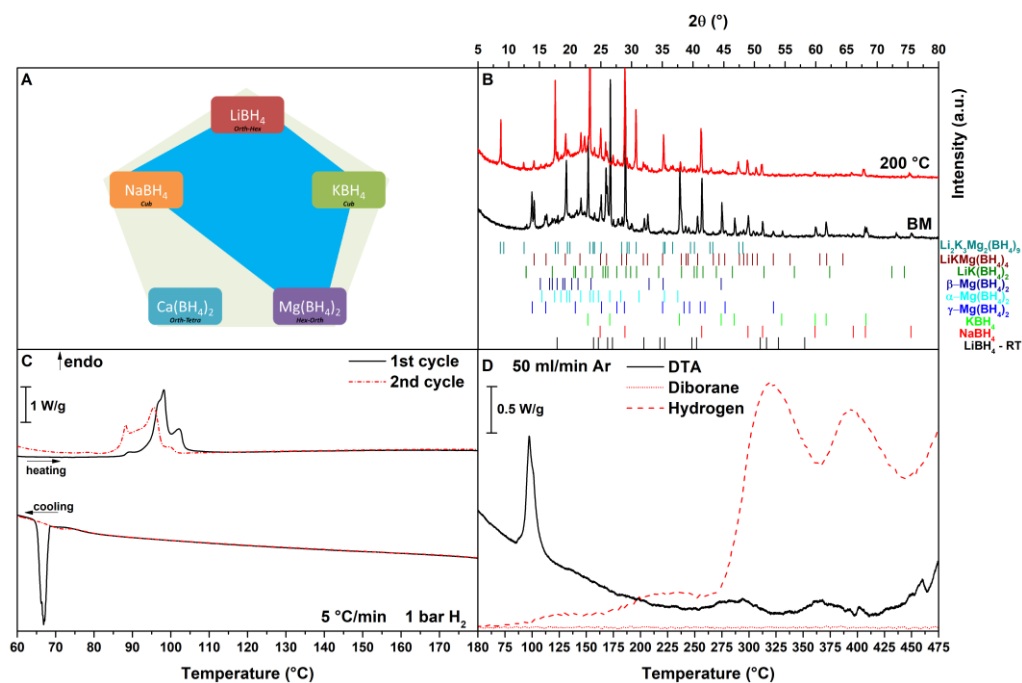 A
LiBH4
Orth-Hex
NaBH4
Cub
KBH4
Cub
Ca(BH4)2
Orth-Tetra
Mg(BH4)2
Hex-Orth
2θ (°)
5 10 15 20 25 30 35 40 45 50 55 60 65 70 75 80
B
200 °C
BM
Intensity (a.u.)
Li2K3Mg2(BH4)9
LiKMg(BH4)4
LiK(BH4)2
β–Mg(BH4)2
α–Mg(BH4)2
γ–Mg(BH4)2
KBH4
NaBH4
LiBH4 - RT
C
endo
1st cycle
2nd cycle
1 W/g
heating
cooling
5 °C/min 1 bar H2
60 70 80 90 100 110 120 130 140 150 160 170 180
Temperature (°C)
D 50 ml/min Ar
DTA
Diborane
Hydrogen
0.5 W/g
75 100 125 150 175 200 225 250 275 300 325 350 375 400 425 450 475
Temperature (°C)